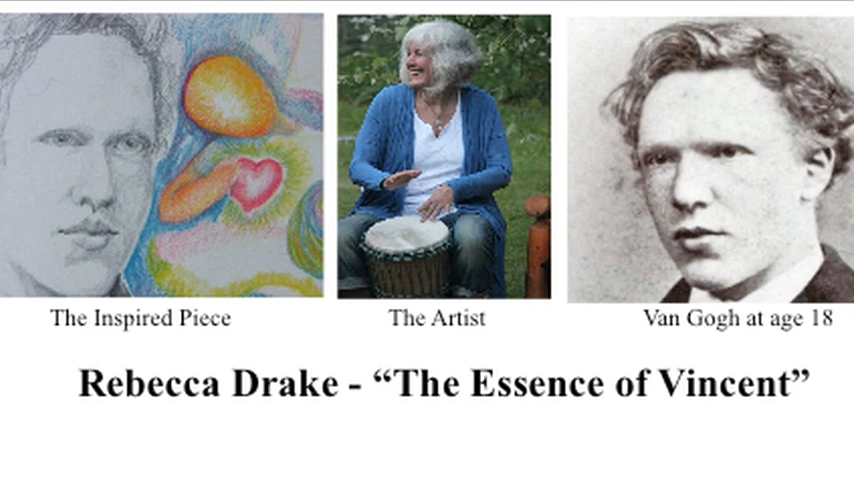 The Inspired Piece
The Artist
Van Gogh at age 18
Rebecca Drake - “The Essence of Vincent”